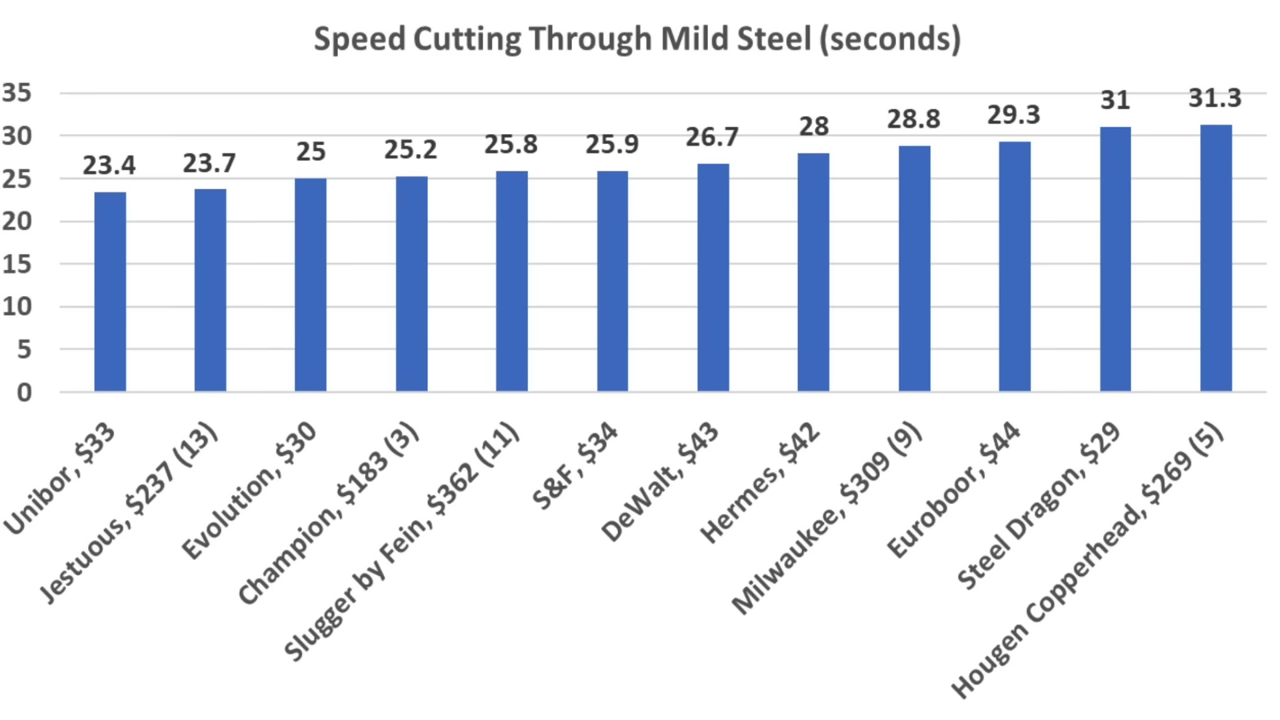 Speed Cutting Through Mild Steel (seconds)
35
30
25
20
15
10
5
0
23.4
23.7
25
25.2
25.8
25.9
26.7
28
28.8
29.3
31
31.3
Unibor, $33
Jestuous, $237 (13)
Evolution, $30
Champion, $183 (3)
Slugger by Fein, $362 (11)
S&F, $34
DeWalt, $43
Hermes, $42
Milwaukee, $309 (9)
Euroboor, $44
Steel Dragon, $29
Hougen Copperhead, $269 (5)